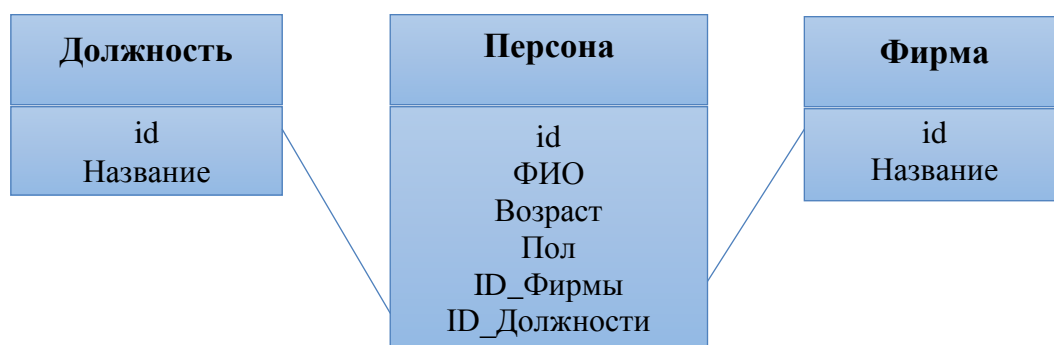 Должность
id
Название
Персона
id
ФИО
Возраст
Пол
ID_Фирмы
ID_Должности
Фирма
id
Название